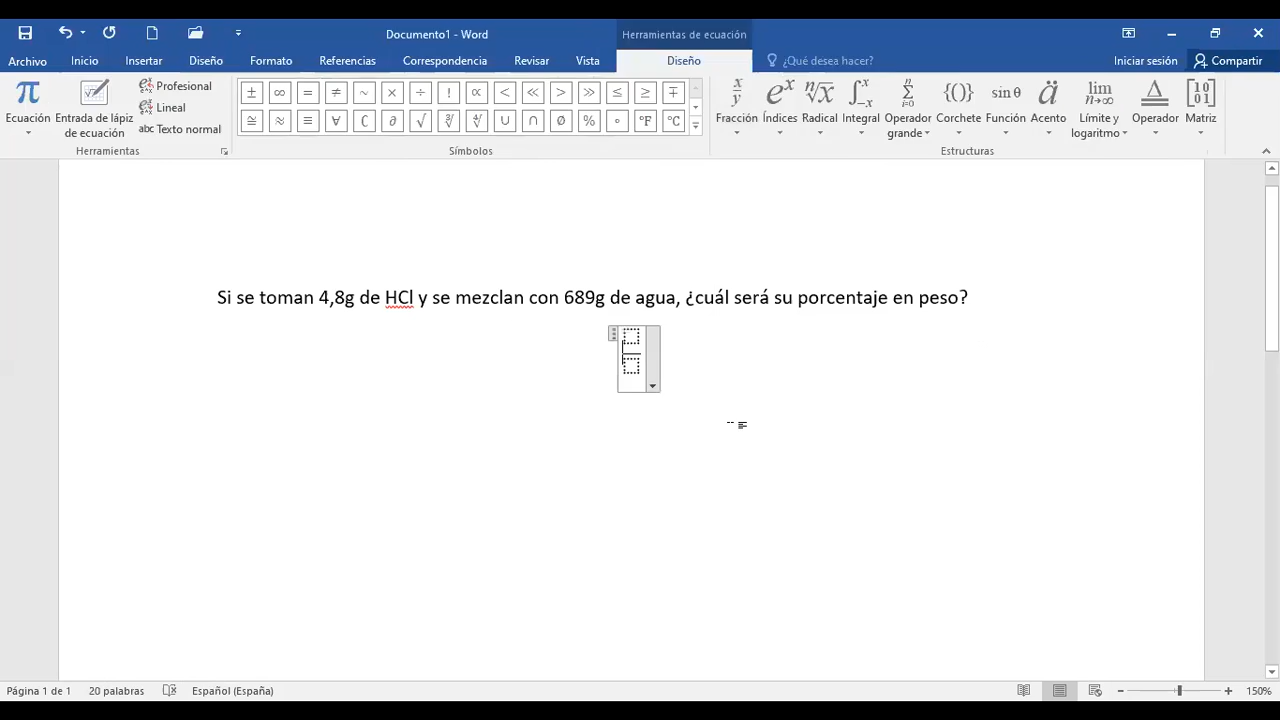 Documento1 - Word
Herramientas de ecuación
Archivo
Inicio
Insertar
Diseño
Formato
Referencias
Correspondencia
Revisar
Vista
Diseño
¿Qué desea hacer?
Iniciar sesión
Compartir
π
Ecuación
Entrada de lápiz
de ecuación
Profesional
Lineal
abc Texto normal
Herramientas
± ∞ = ≠ ~ × ÷ ! ∝ < ≪ > ≫ ≤ ≥ ∓
≅ ≈ ≡ ∀ ∁ ∂ √ ∛ ∜ ∪ ∩ ∅ % ° °F °C
Símbolos
Fracción
Índices
Radical
Integral
Operador
grande
Corchete
sin θ
Función
Acento
lim
n→∞
Límite y
logaritmo
Operador
Matriz
Estructuras
Si se toman 4,8g de HCl y se mezclan con 689g de agua, ¿cuál será su porcentaje en peso?
Página 1 de 1
20 palabras
Español (España)
150%